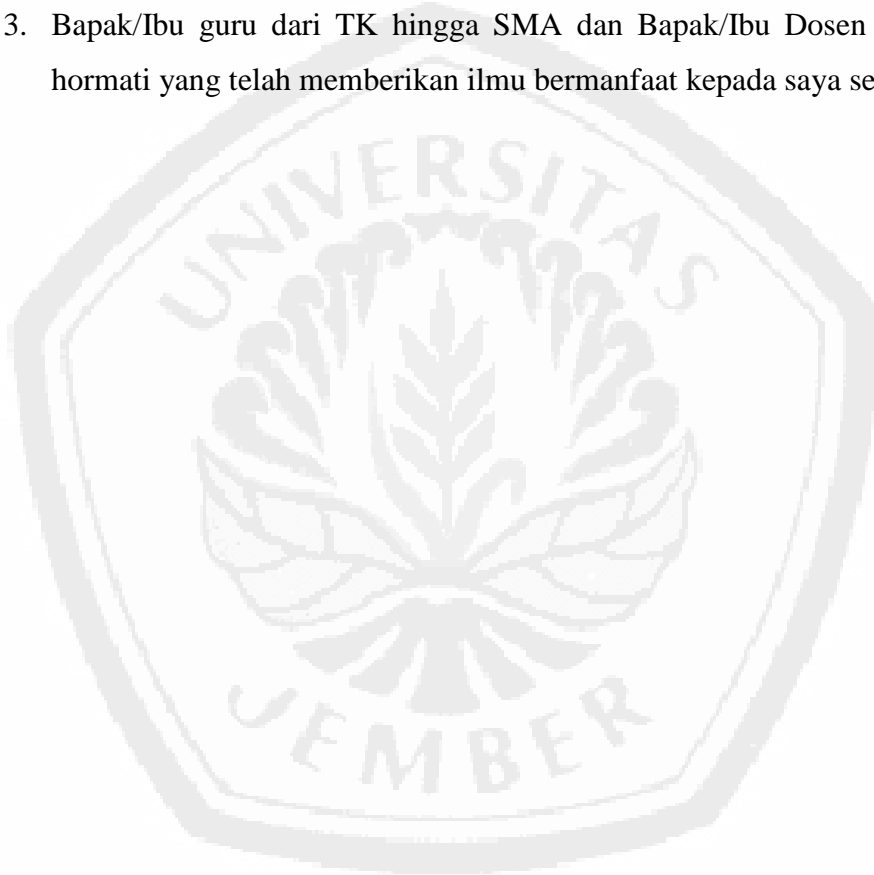 3. Bapak/Ibu guru dari TK hingga SMA dan Bapak/Ibu Dosen
hormati yang telah memberikan ilmu bermanfaat kepada saya se
UNIVERSITAS
JEMBER